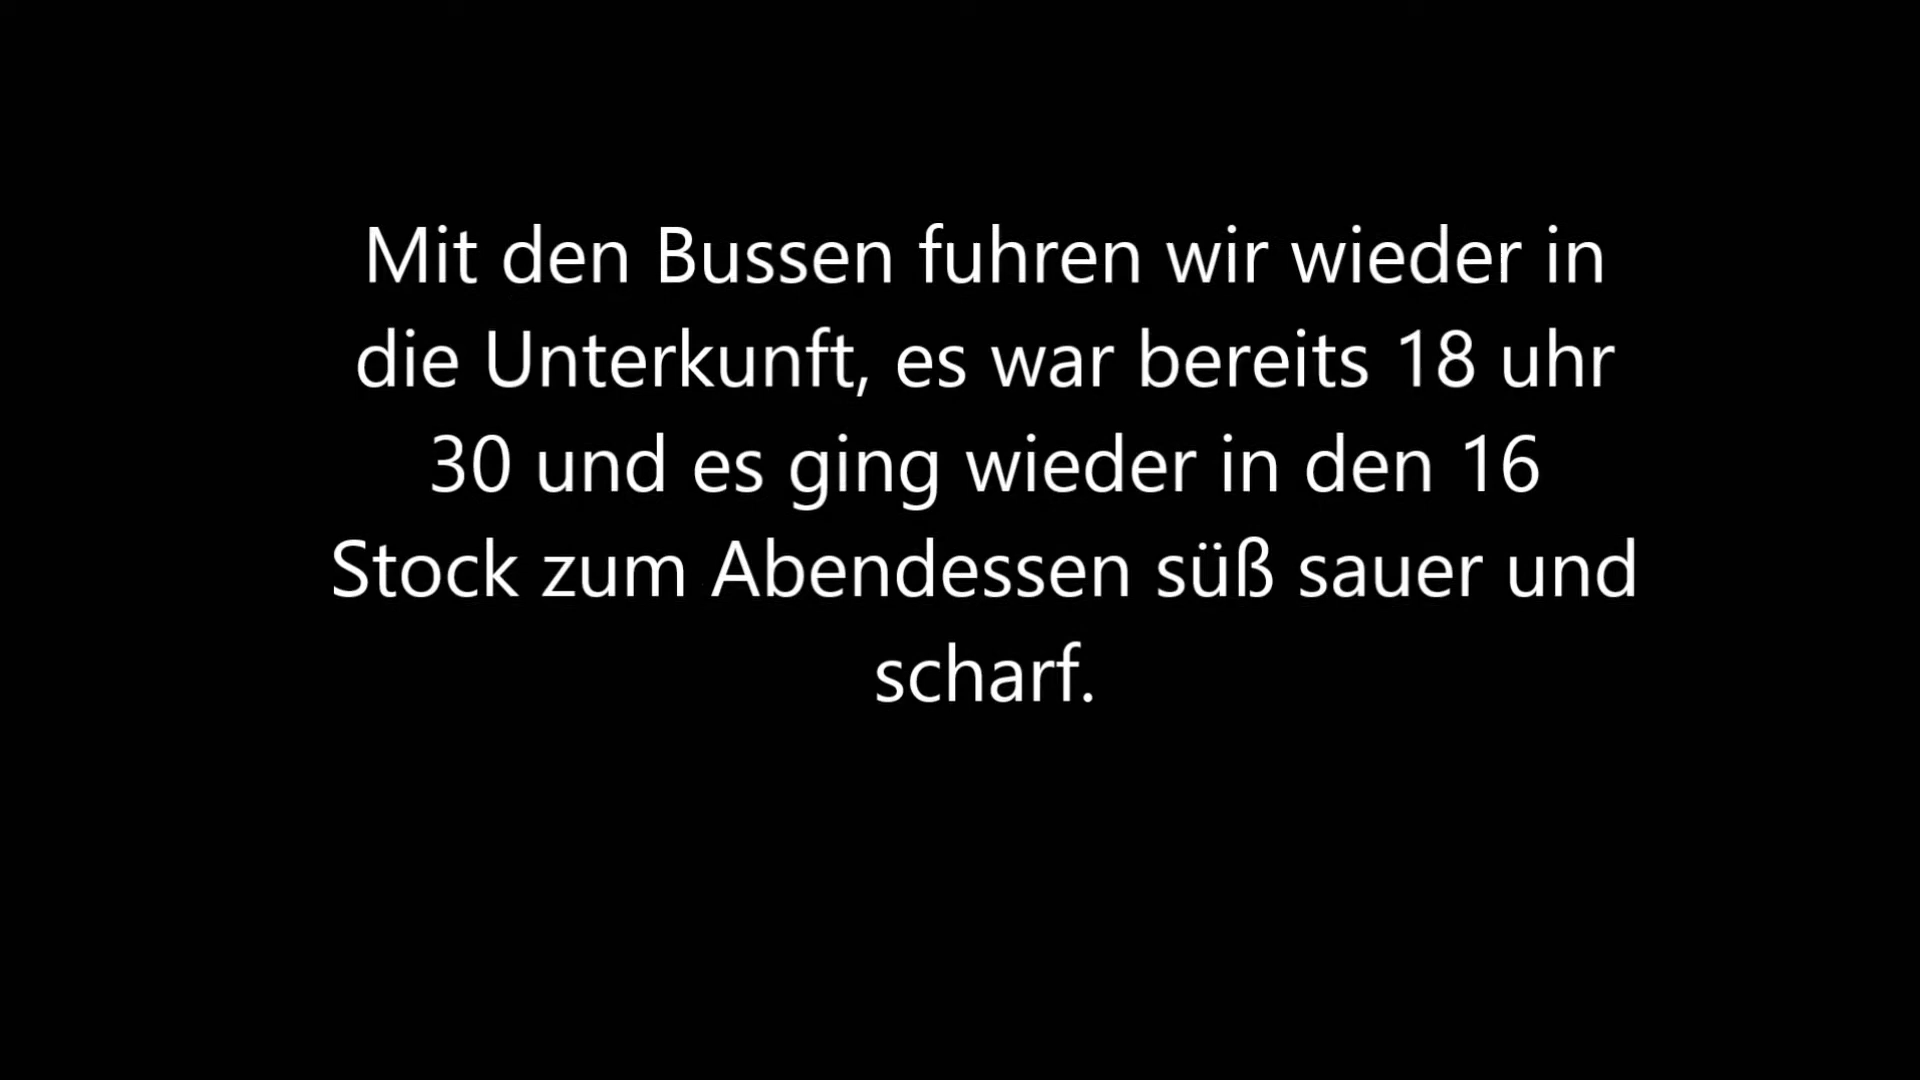 Mit den Bussen fuhren wir wieder in
die Unterkunft, es war bereits 18 uhr
30 und es ging wieder in den 16
Stock zum Abendessen süß sauer und
scharf.